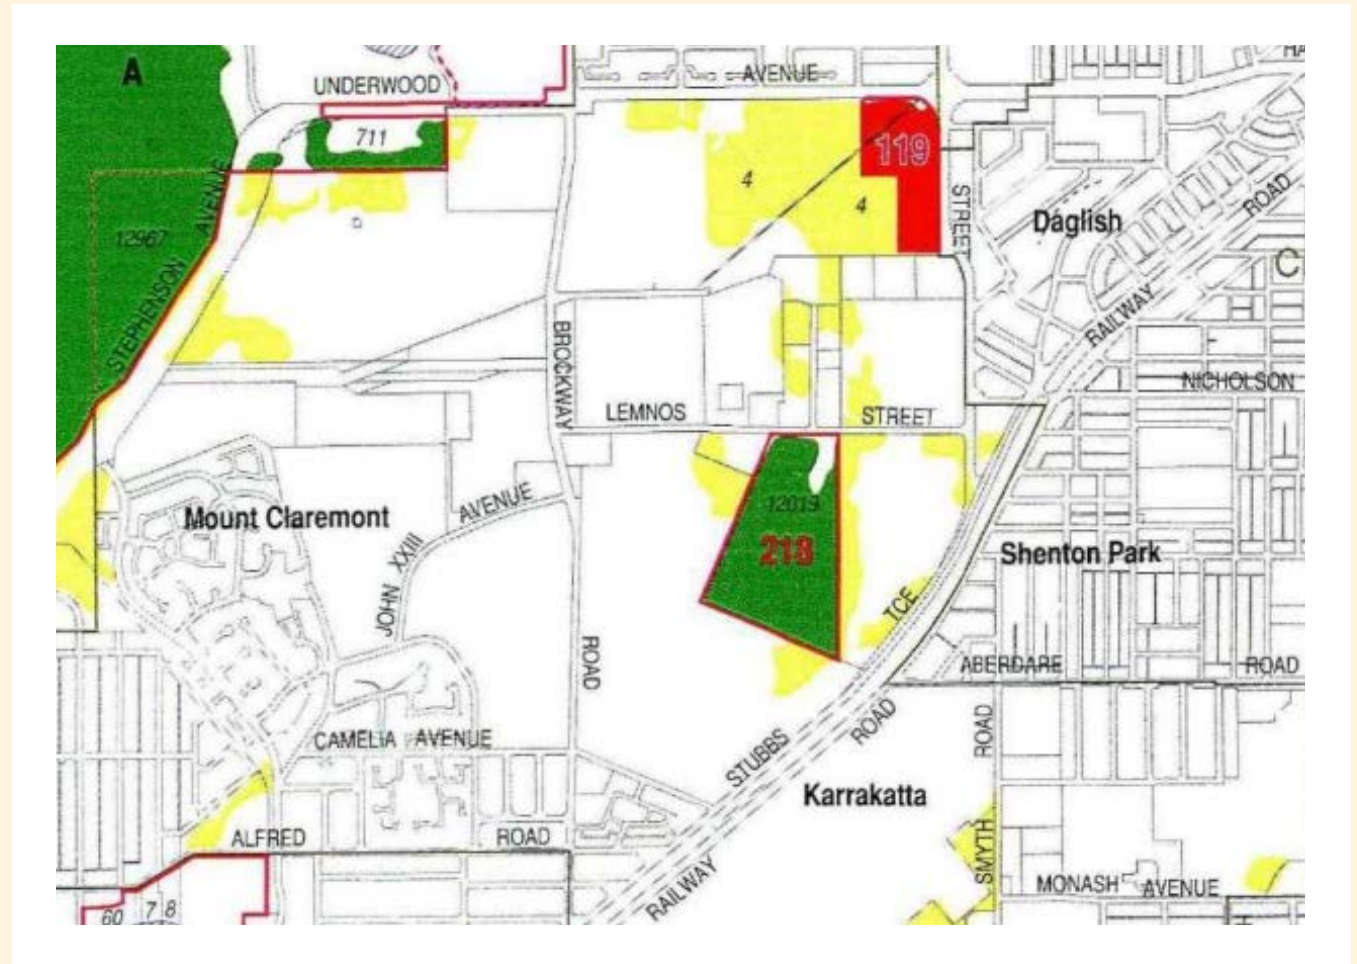 A
UNDERWOOD
AVENUE
711
119
4
4
12967
STEPHENSON
AVENUE
STREET
Daglish
ROAD
RAILWAY
BROCKWAY
NICHOLSON
LEMNOS
STREET
Mount Claremont
AVENUE
JOHN XXIII
12019
218
Shenton Park
TCE
ROAD
ABERDARE
ROAD
CAMELIA AVENUE
STUBBS
ROAD
ROAD
Karrakatta
ALFRED
ROAD
SMYTH
MONASH
AVENUE
RAILWAY
60
7
8